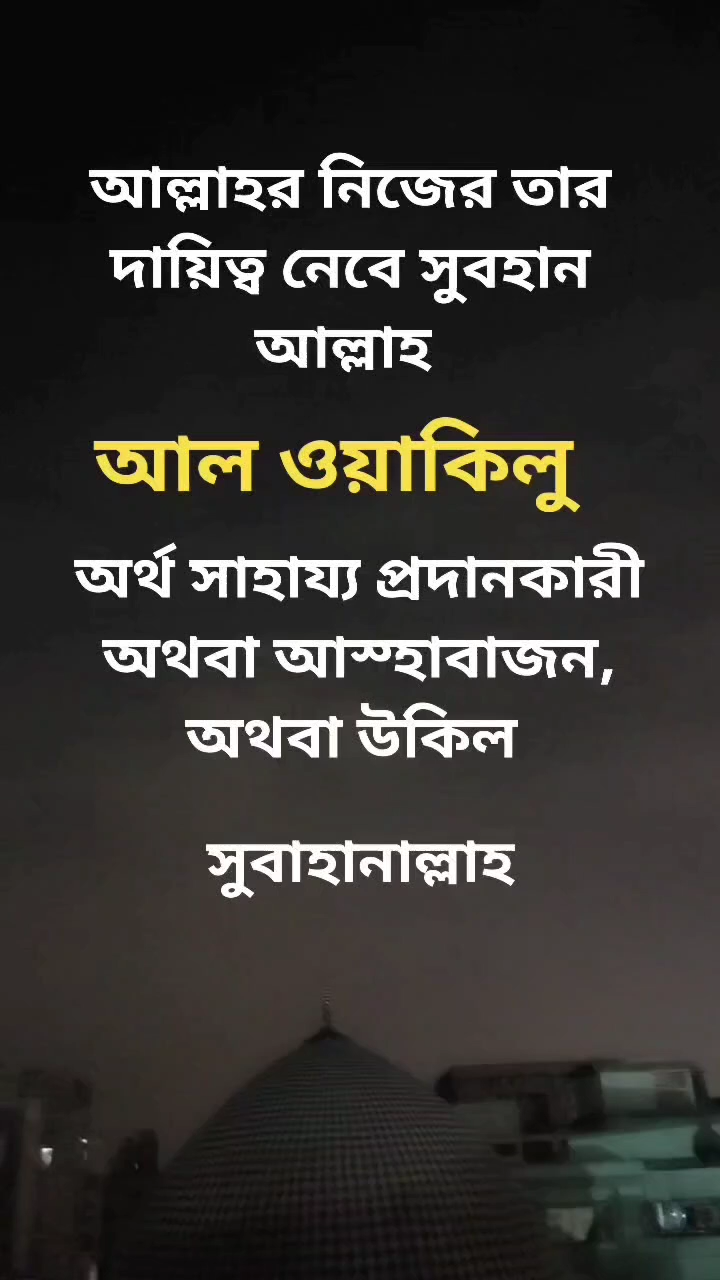 আল্লাহর নিজের তার
দায়িত্ব নেবে সুবহান
আল্লাহ
আল ওয়াকিলু
অর্থ সাহায্য প্রদানকারী
অথবা আস্হাবাজন,
অথবা উকিল
সুবাহানাল্লাহ